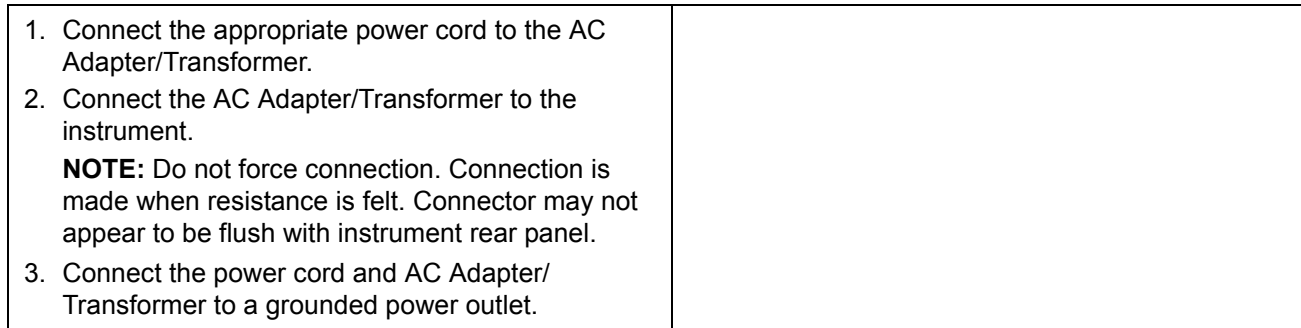 1. Connect the appropriate power cord to the AC
Adapter/Transformer.
2. Connect the AC Adapter/Transformer to the
instrument.
NOTE: Do not force connection. Connection is
made when resistance is felt. Connector may not
appear to be flush with instrument rear panel.
3. Connect the power cord and AC Adapter/
Transformer to a grounded power outlet.